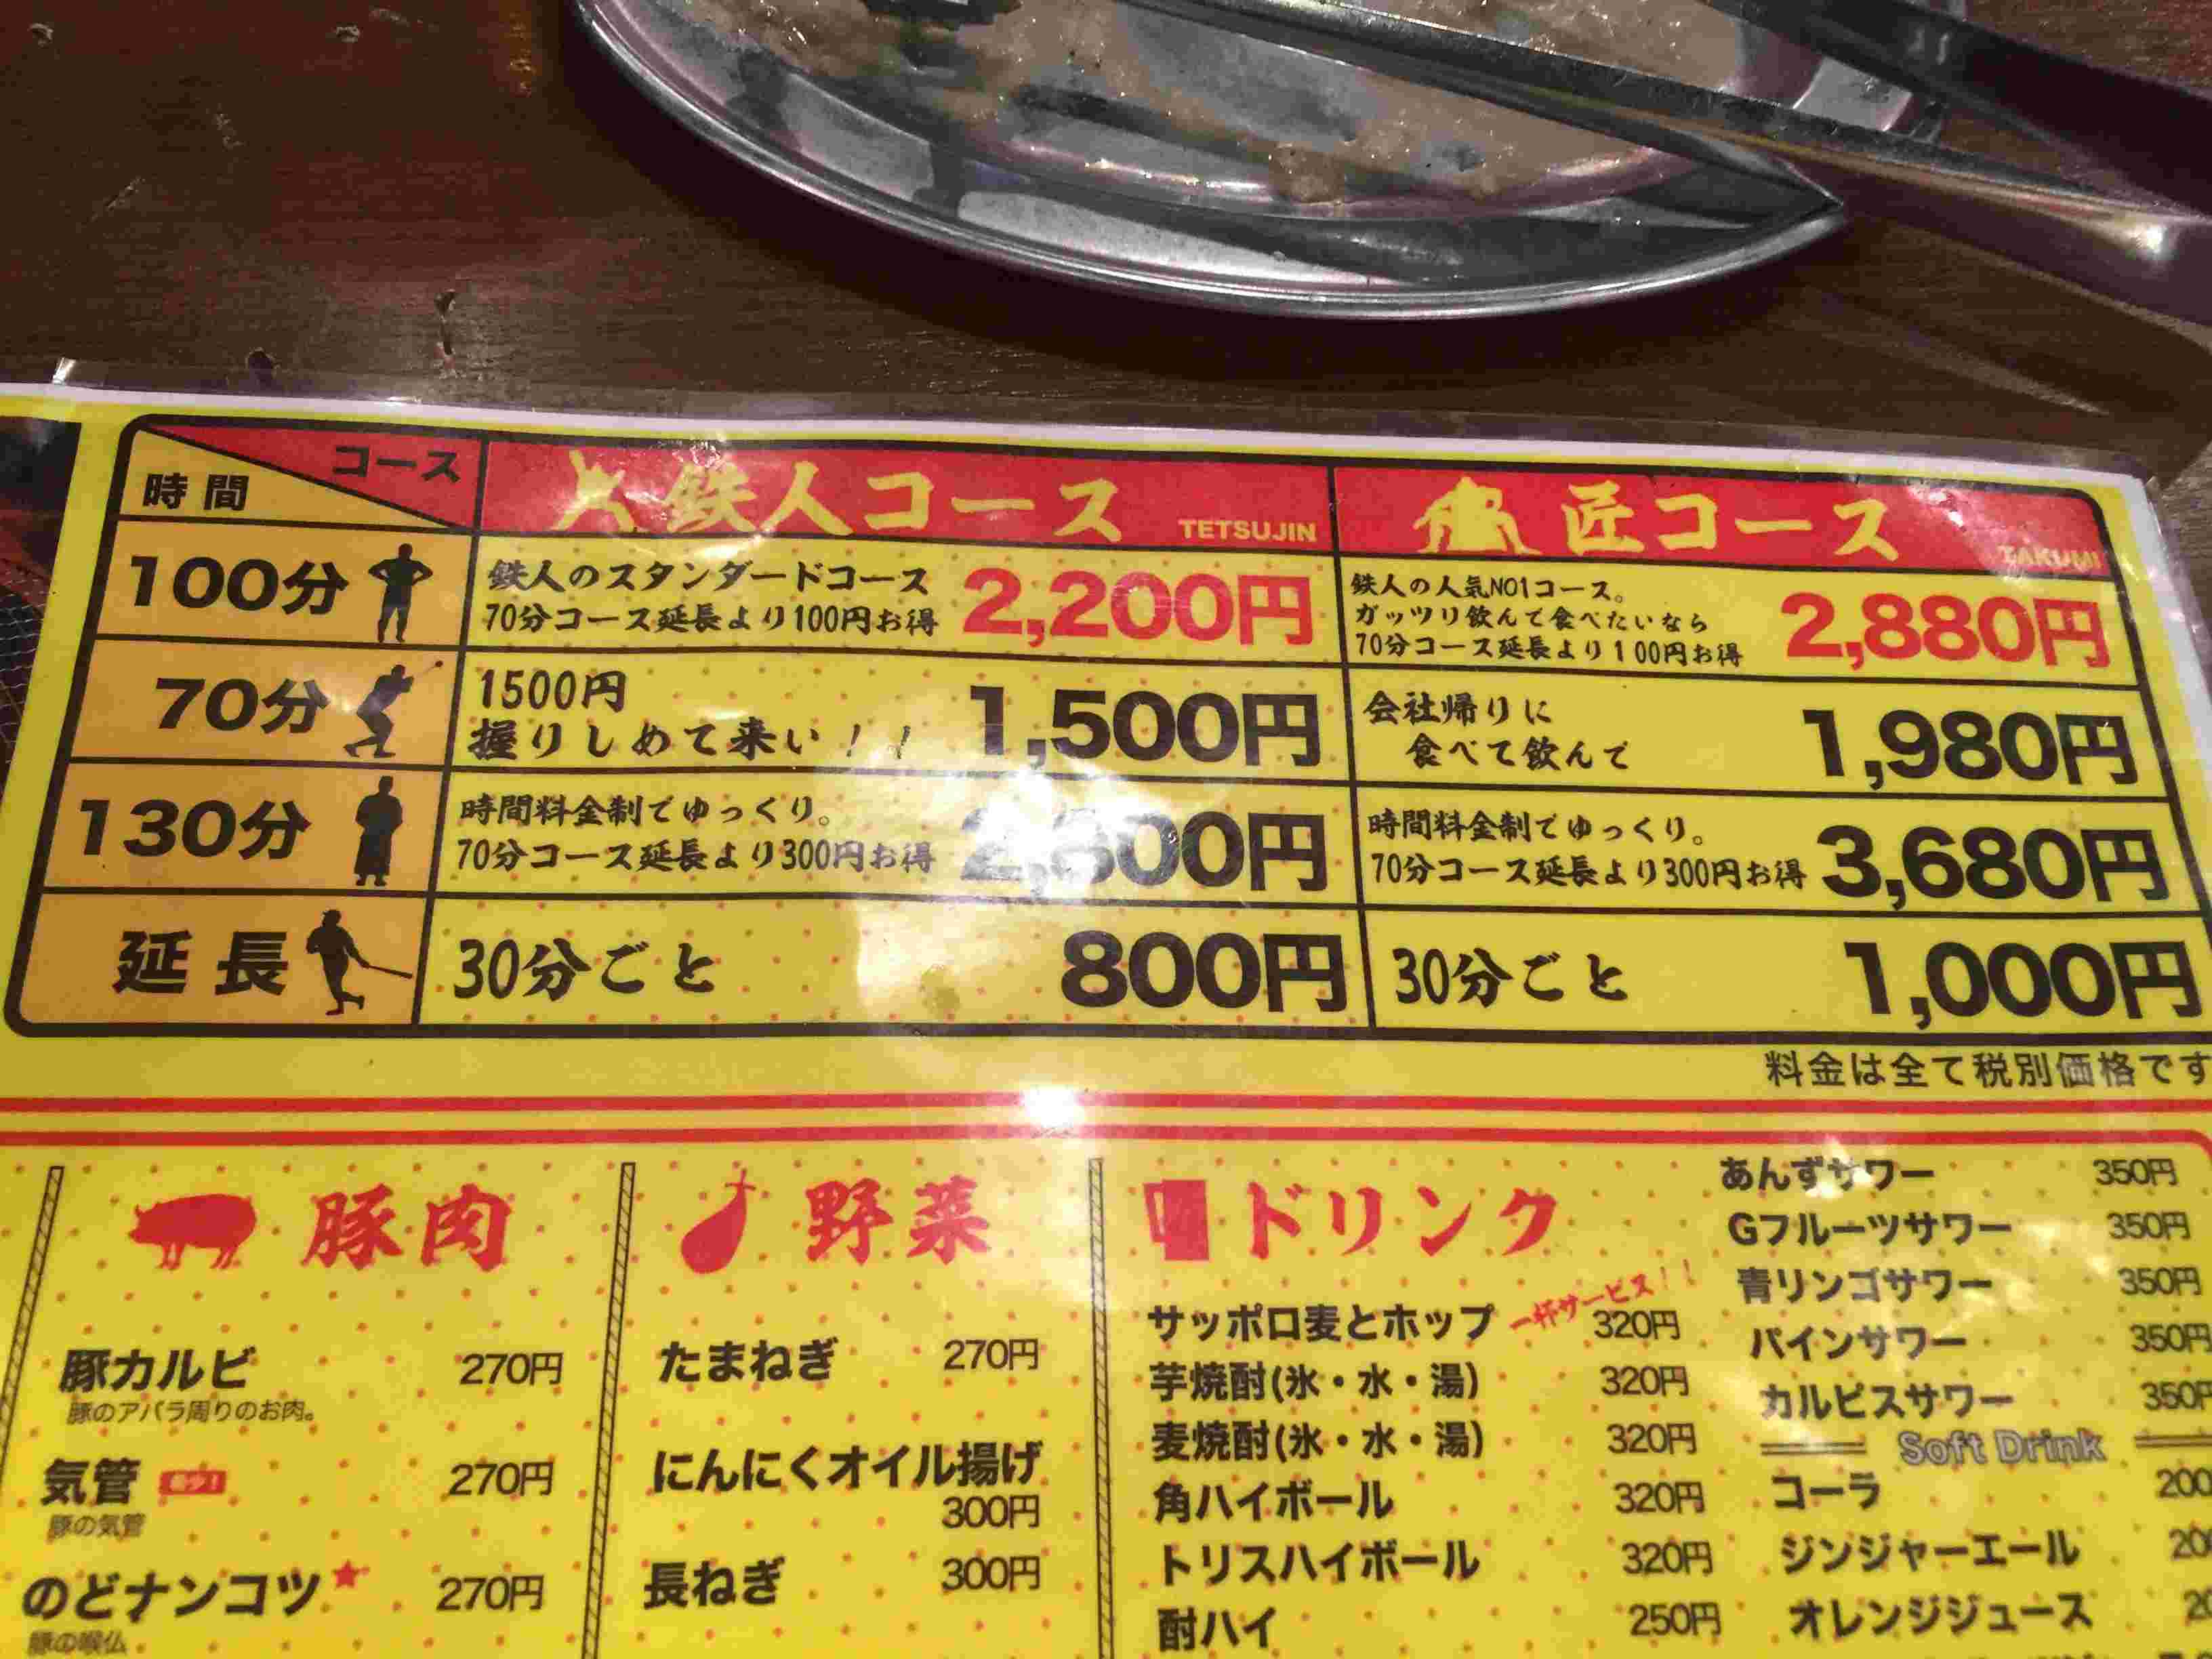 コース
時間
鉄人コース TETSUJIN
匠コース TAKUMI
100分
鉄人のスタンダードコース
70分コース延長より100円お得
2,200円
鉄人の人気NO1コース。
ガッツリ飲んで食べたいなら
70分コース延長より100円お得
2,880円
70分
1500円
握りしめて来い！！
1,500円
会社帰りに
食べて飲んで
1,980円
130分
時間料金制でゆっくり。
70分コース延長より300円お得
時間料金制でゆっくり。
70分コース延長より300円お得
3,680円
延長
30分ごと 800円
30分ごと 1,000円
料金は全て税別価格です
豚肉
豚カルビ 270円
豚のアバラ周りのお肉。
気管 270円
豚の気管
のどナンコツ★ 270円
豚の喉仏
野菜
たまねぎ 270円
にんにくオイル揚げ
300円
長ねぎ 300円
ドリンク
一杯サービス！！
サッポロ麦とホップ 320円
芋焼酎(氷・水・湯) 320円
麦焼酎(氷・水・湯) 320円
角ハイボール 320円
トリスハイボール 320円
酎ハイ 250円
あんずサワー 350円
Gフルーツサワー 350円
青リンゴサワー 350円
パインサワー 350円
カルピスサワー 350円
Soft Drink
コーラ 200
ジンジャーエール 20
オレンジジュース 20